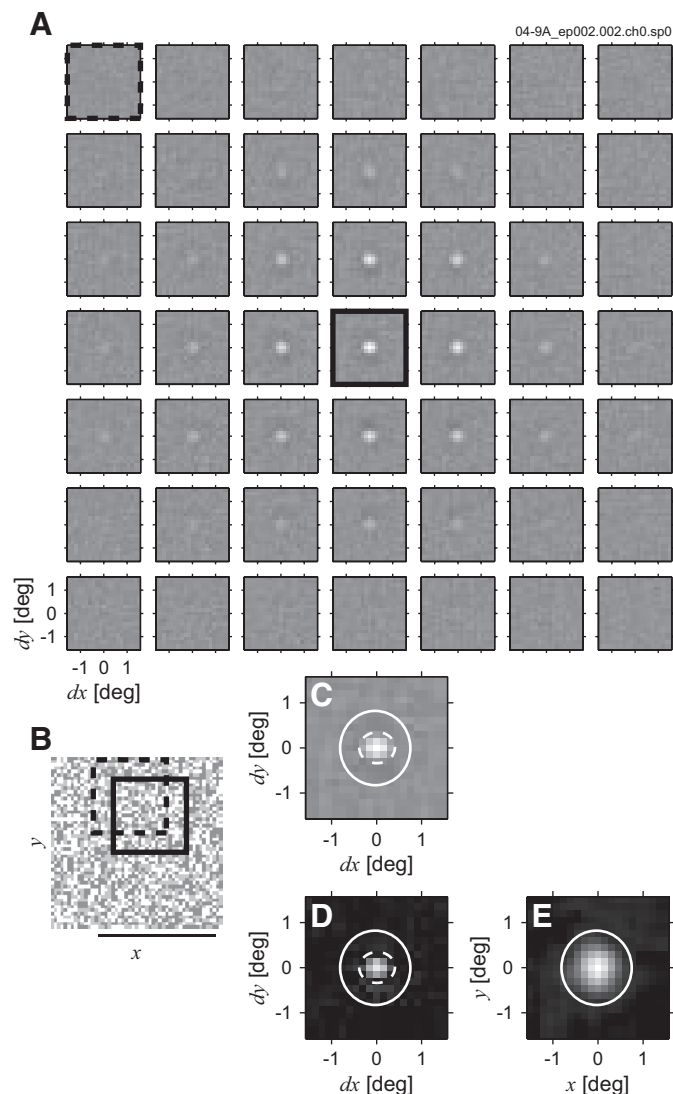 A
04-9A_ep002.002.ch0.sp0
dy [deg]
1
0
-1
-1 0 1
dx [deg]
B
y
x
C
dy [deg]
1
0
-1
-1 0 1
dx [deg]
D
dy [deg]
1
0
-1
-1 0 1
dx [deg]
E
y [deg]
1
0
-1
-1 0 1
x [deg]